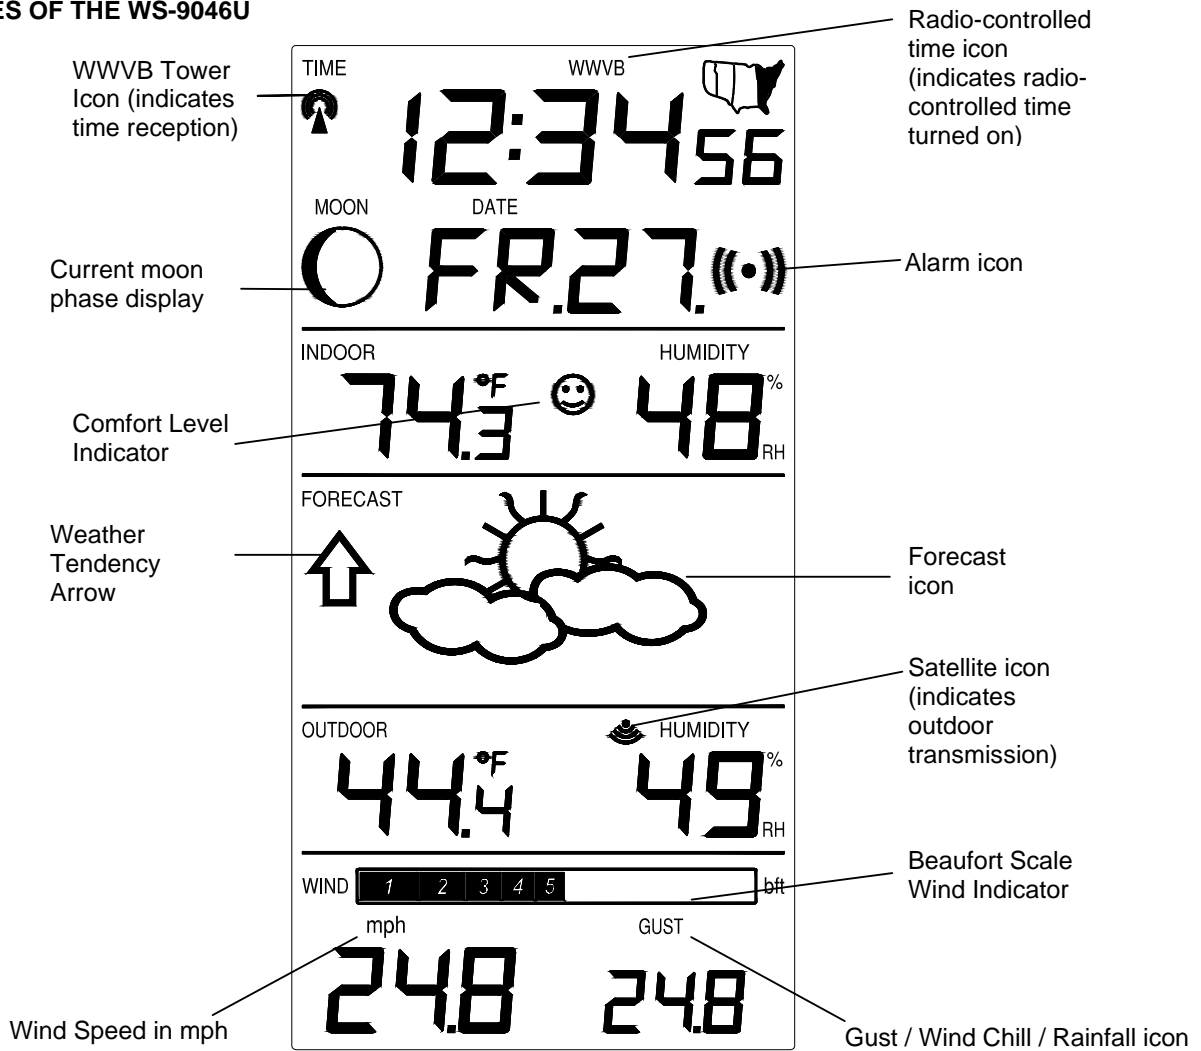 ES OF THE WS-9046U
Radio-controlled
time icon
(indicates radio-
controlled time
turned on)
WWVB Tower
Icon (indicates
time reception)
TIME
WWVB
12:34 56
MOON
DATE
FR.27.
Current moon
phase display
Alarm icon
INDOOR
HUMIDITY
74.3 °F
48 % RH
Comfort Level
Indicator
FORECAST
Weather
Tendency
Arrow
Forecast
icon
Satellite icon
(indicates
outdoor
transmission)
OUTDOOR
HUMIDITY
44.4 °F
49 % RH
Beaufort Scale
Wind Indicator
WIND 1 2 3 4 5 bft
mph
GUST
24.8
24.8
Wind Speed in mph
Gust / Wind Chill / Rainfall icon